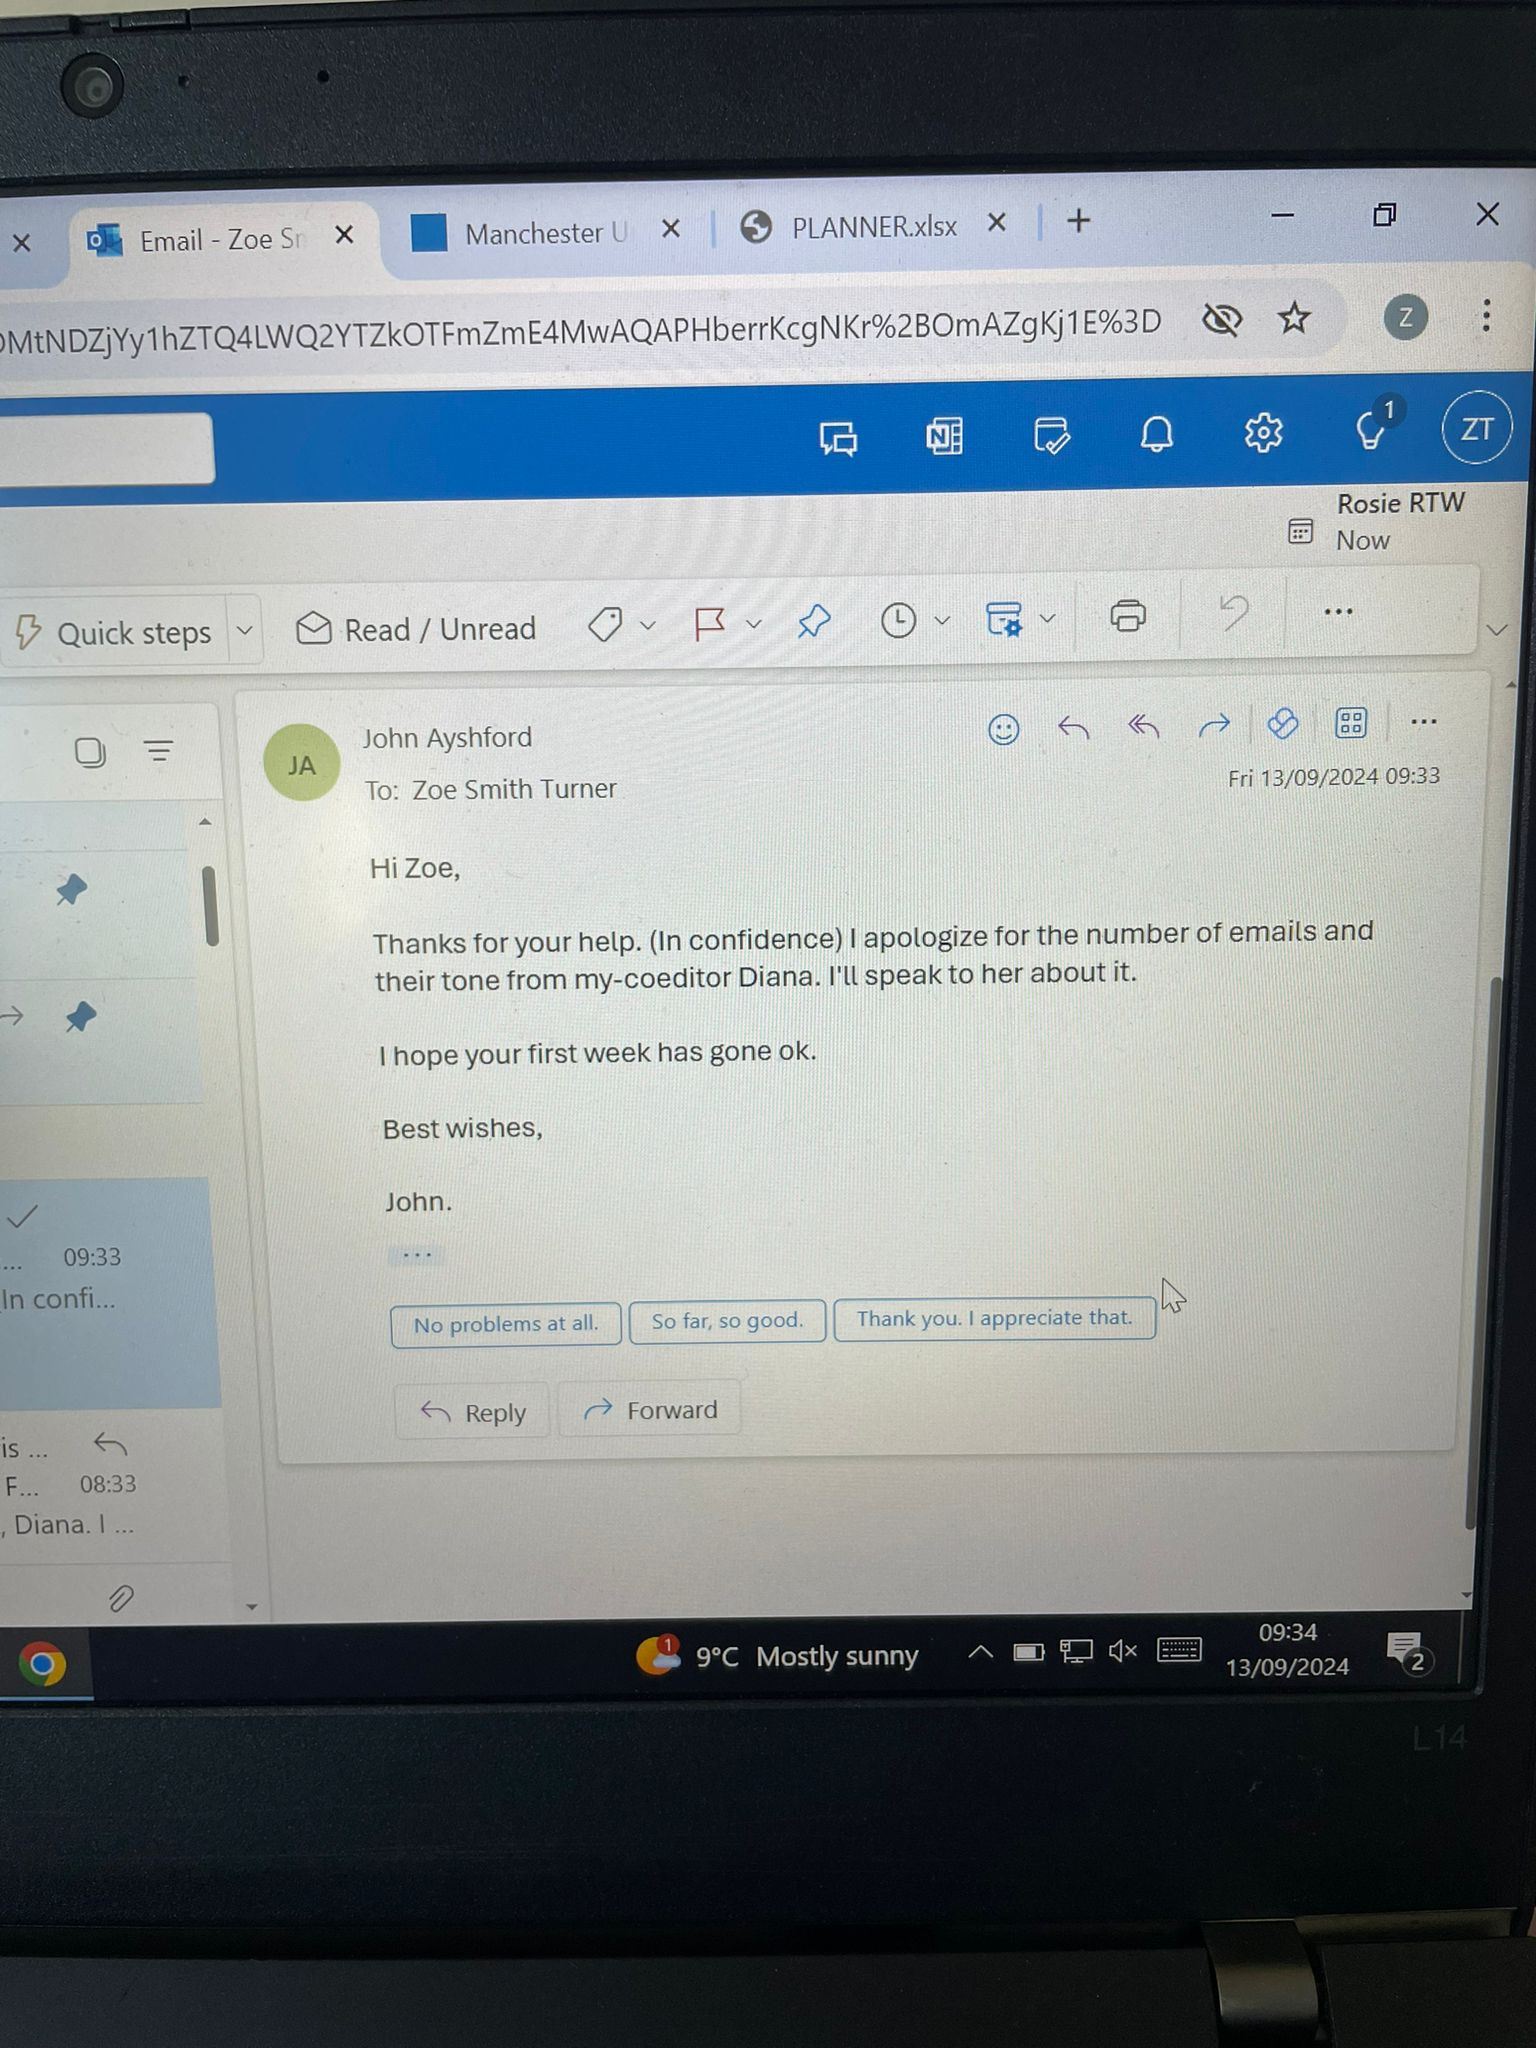 Email - Zoe Sr
Manchester U
PLANNER.xlsx
MtNDZjYy1hZTQ4LWQ2YTZkOTFmZmE4MwAQAPHberrKcgNKr%2BOmAZgKj1E%3D
Z
1
ZT
Rosie RTW
Now
Quick steps
Read / Unread
JA
John Ayshford
To: Zoe Smith Turner
Fri 13/09/2024 09:33
Hi Zoe,
Thanks for your help. (In confidence) I apologize for the number of emails and
their tone from my-coeditor Diana. I'll speak to her about it.
I hope your first week has gone ok.
Best wishes,
John.
...
... 09:33
In confi...
No problems at all.
So far, so good.
Thank you. I appreciate that.
Reply
Forward
is ...
F... 08:33
, Diana. I ...
1
9°C Mostly sunny
09:34
13/09/2024
2
L14